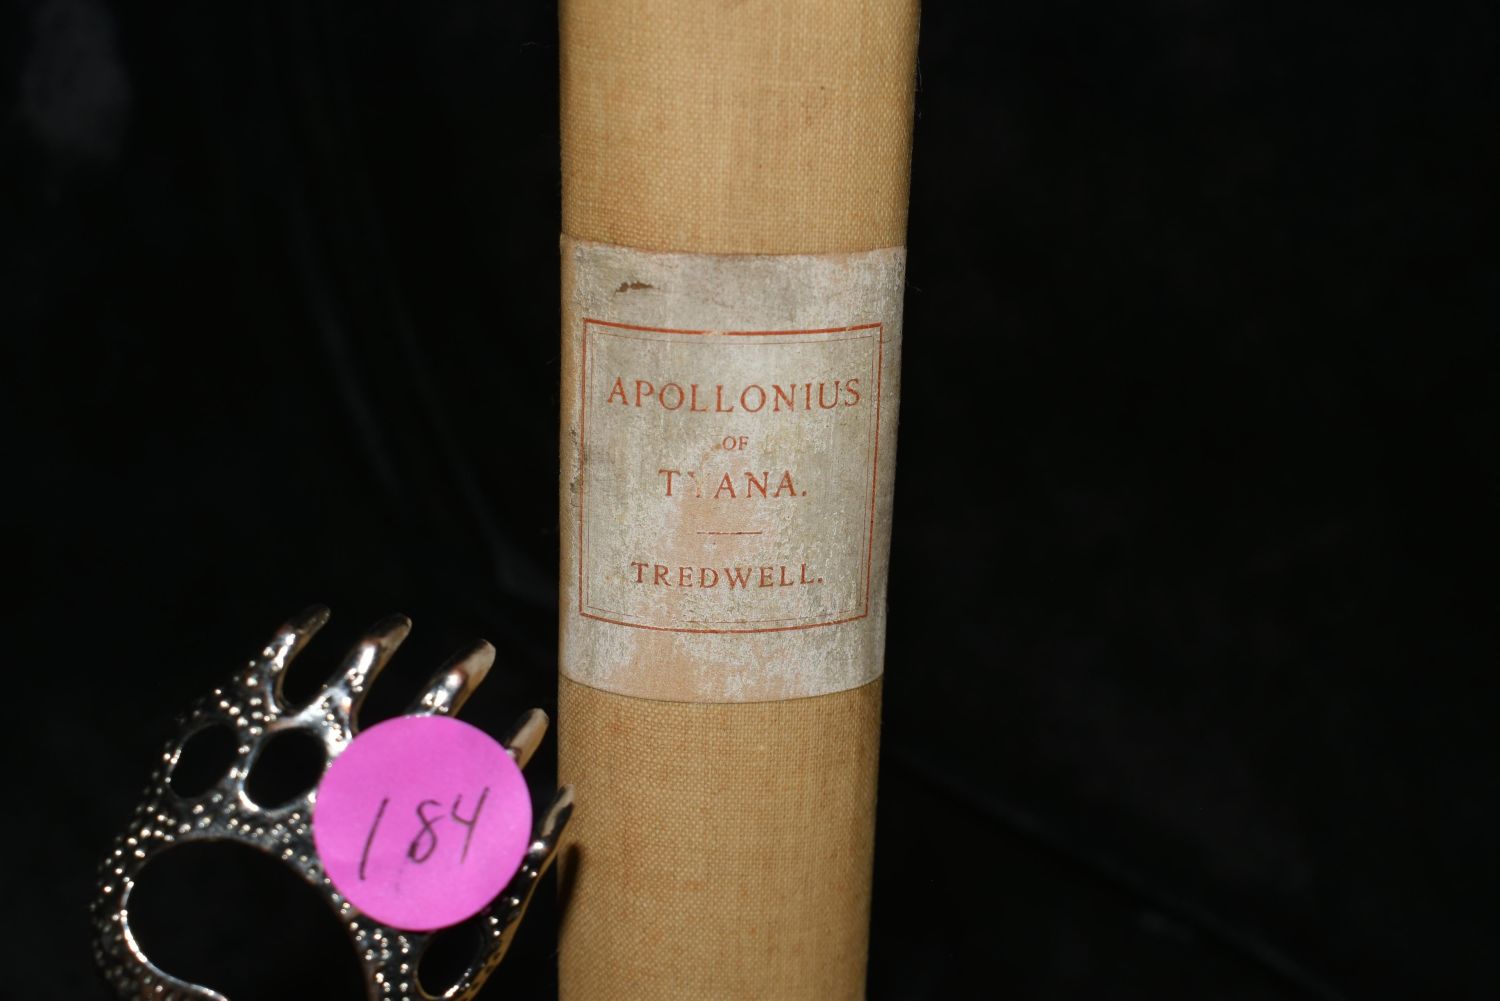 APOLLONIUS
OF
TYANA.
TREDWELL.
184